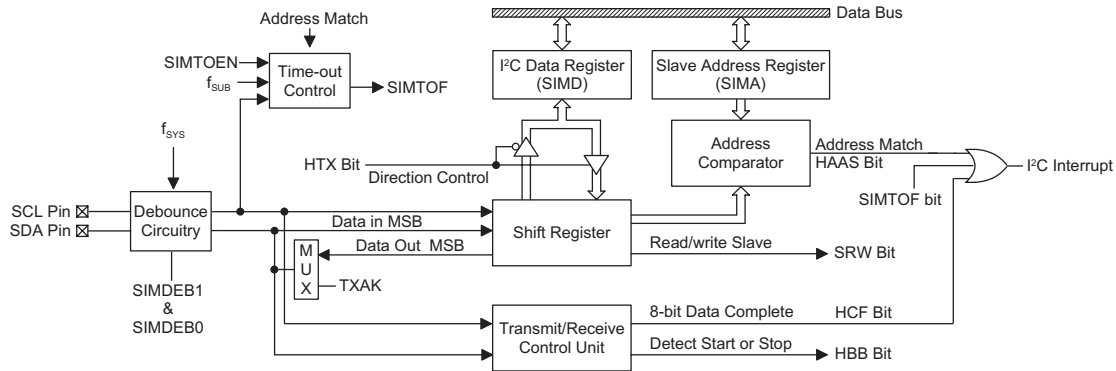 Data Bus
Address Match
SIMTOEN
fSUB
Time-out
Control
SIMTOF
I²C Data Register
(SIMD)
Slave Address Register
(SIMA)
fSYS
HTX Bit
Direction Control
Address
Comparator
Address Match
HAAS Bit
I²C Interrupt
SIMTOF bit
SCL Pin
SDA Pin
Debounce
Circuitry
Data in MSB
Shift Register
Data Out MSB
Read/write Slave
SRW Bit
M
U
X
TXAK
SIMDEB1
&
SIMDEB0
Transmit/Receive
Control Unit
8-bit Data Complete
HCF Bit
Detect Start or Stop
HBB Bit